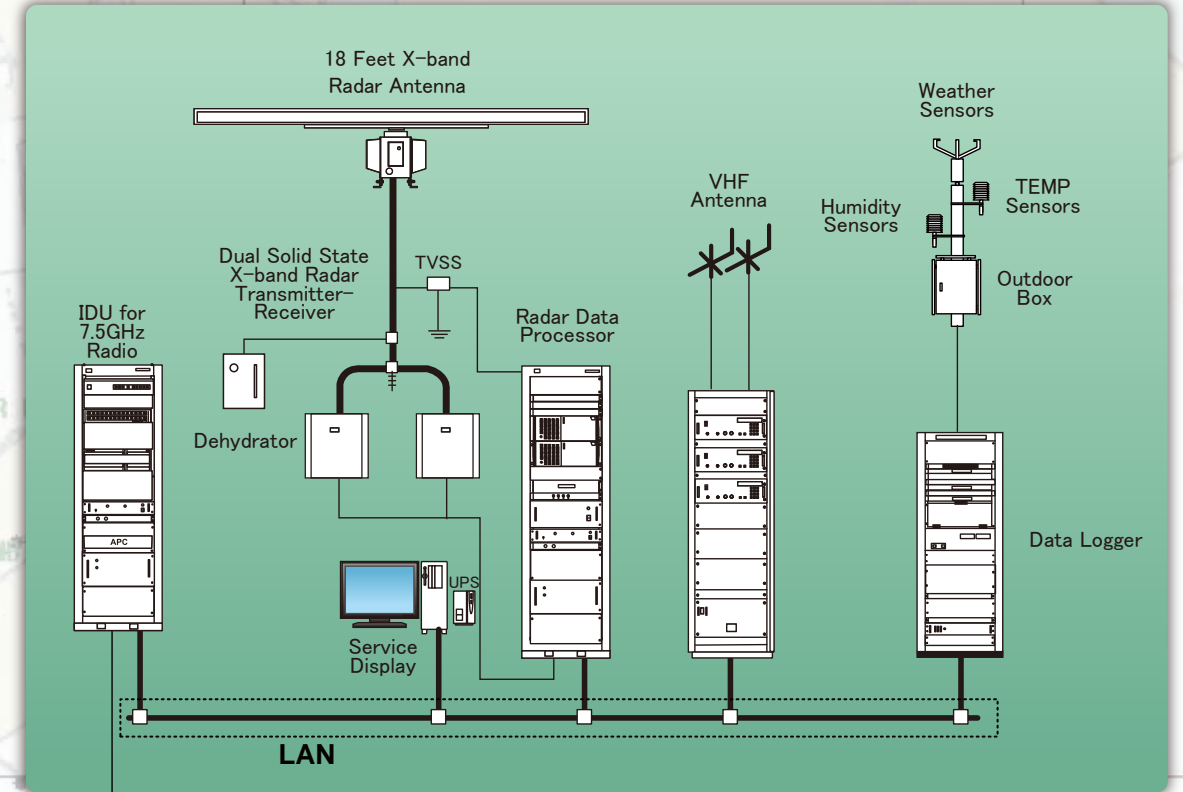 18 Feet X-band
Radar Antenna
Weather
Sensors
VHF
Antenna
Humidity
Sensors
TEMP
Sensors
Dual Solid State
X-band Radar
Transmitter-
Receiver
TVSS
Outdoor
Box
IDU for
7.5GHz
Radio
Radar Data
Processor
Dehydrator
APC
Data Logger
UPS
Service
Display
LAN